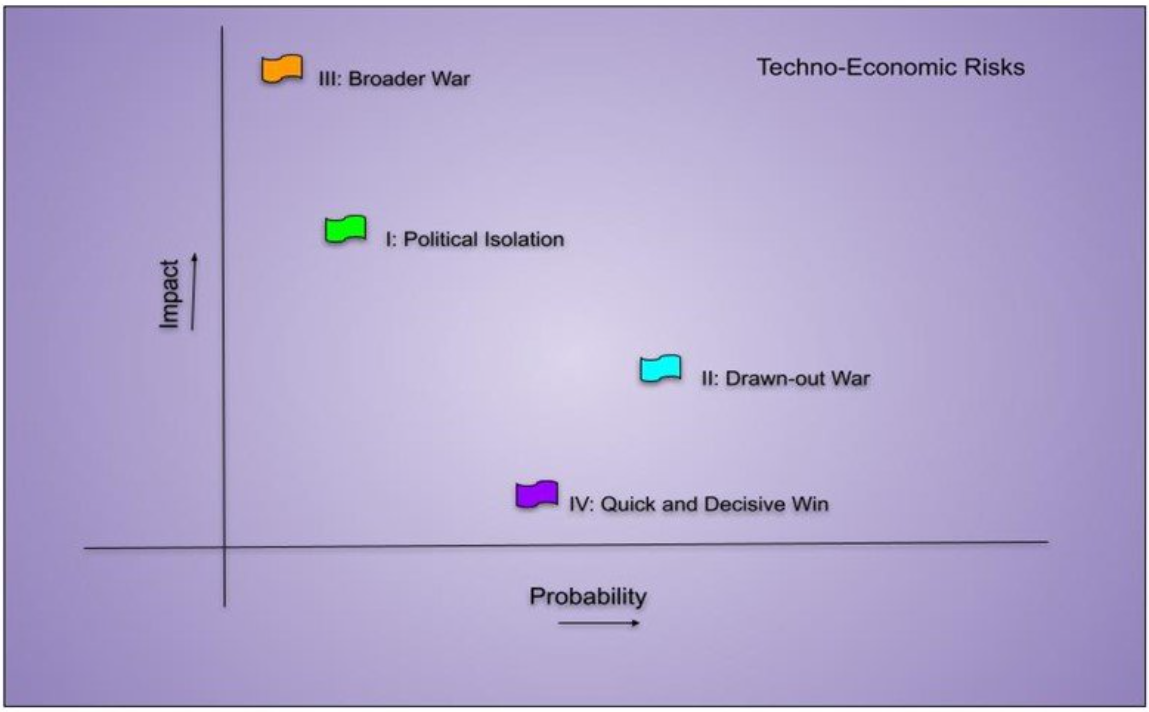 Techno-Economic Risks
III: Broader War
I: Political Isolation
Impact
II: Drawn-out War
IV: Quick and Decisive Win
Probability